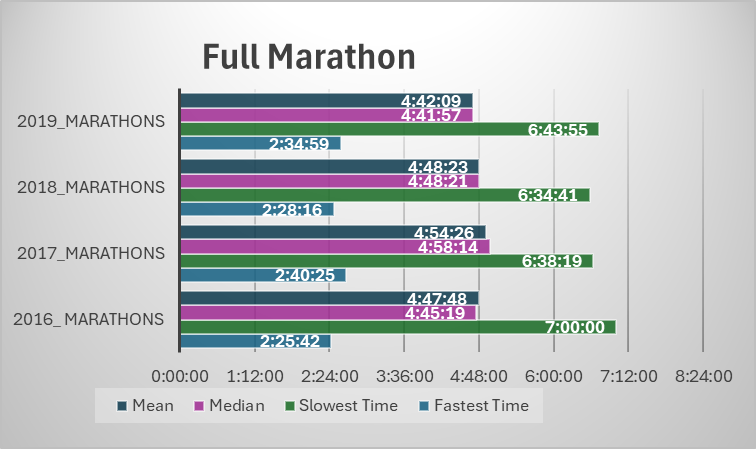 Full Marathon
2019_MARATHONS
4:42:09
4:41:57
6:43:55
2:34:59
2018_MARATHONS
4:48:23
4:48:21
6:34:41
2:28:16
2017_MARATHONS
4:54:26
4:58:14
6:38:19
2:40:25
2016_ MARATHONS
4:47:48
4:45:19
7:00:00
2:25:42
0:00:00 1:12:00 2:24:00 3:36:00 4:48:00 6:00:00 7:12:00 8:24:00
Mean Median Slowest Time Fastest Time